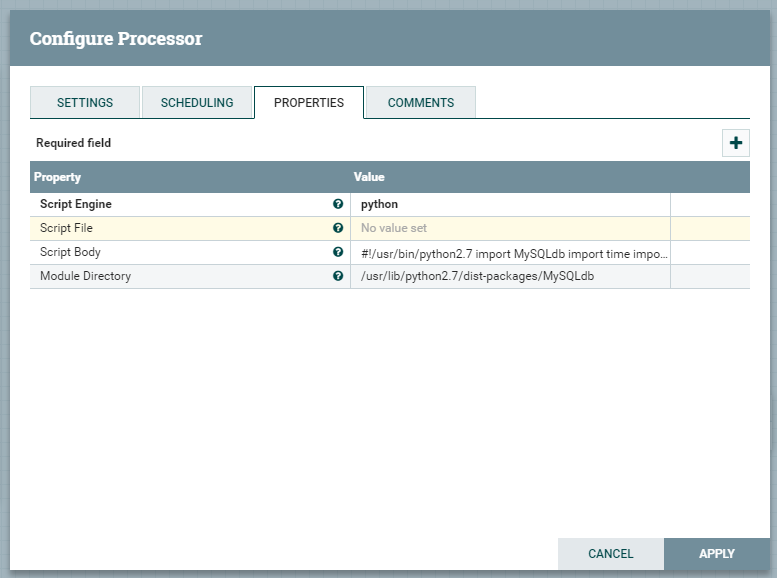 Configure Processor
SETTINGS SCHEDULING PROPERTIES COMMENTS
Required field
Property Value
Script Engine python
Script File No value set
Script Body #!/usr/bin/python2.7 import MySQLdb import time impo...
Module Directory /usr/lib/python2.7/dist-packages/MySQLdb
CANCEL APPLY